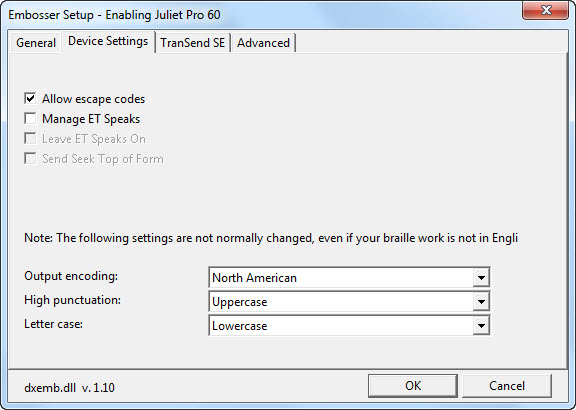 Embosser Setup - Enabling Juliet Pro 60
General Device Settings TranSend SE Advanced
Allow escape codes
Manage ET Speaks
Leave ET Speaks On
Send Seek Top of Form
Note: The following settings are not normally changed, even if your braille work is not in Engli
Output encoding: North American
High punctuation: Uppercase
Letter case: Lowercase
dxemb.dll v. 1.10 OK Cancel